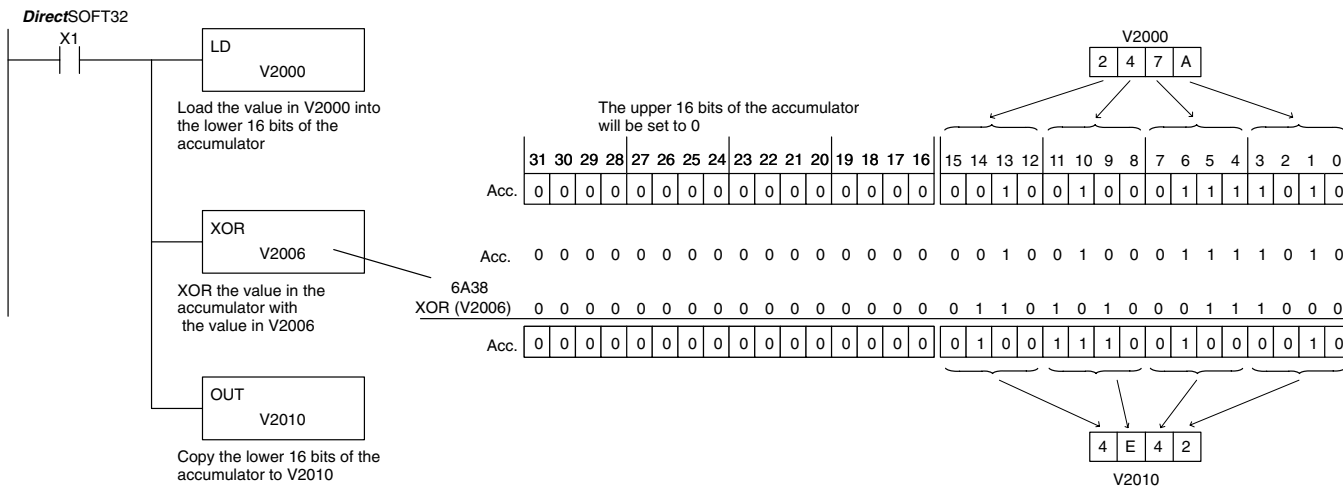 DirectSOFT32
X1
LD
V2000
Load the value in V2000 into
the lower 16 bits of the
accumulator
XOR
V2006
XOR the value in the
accumulator with
the value in V2006
OUT
V2010
Copy the lower 16 bits of the
accumulator to V2010
V2000
2 4 7 A
The upper 16 bits of the accumulator
will be set to 0
31 30 29 28 27 26 25 24 23 22 21 20 19 18 17 16 15 14 13 12 11 10 9 8 7 6 5 4 3 2 1 0
Acc. 0 0 0 0 0 0 0 0 0 0 0 0 0 0 0 0 0 0 1 0 0 1 0 0 0 1 1 1 1 0 1 0
Acc. 0 0 0 0 0 0 0 0 0 0 0 0 0 0 0 0 0 0 1 0 0 1 0 0 0 1 1 1 1 0 1 0
6A38
XOR (V2006) 0 0 0 0 0 0 0 0 0 0 0 0 0 0 0 0 0 1 1 0 1 0 1 0 0 0 1 1 1 0 0 0
Acc. 0 0 0 0 0 0 0 0 0 0 0 0 0 0 0 0 0 1 0 0 1 1 1 0 0 1 0 0 0 0 1 0
4 E 4 2
V2010